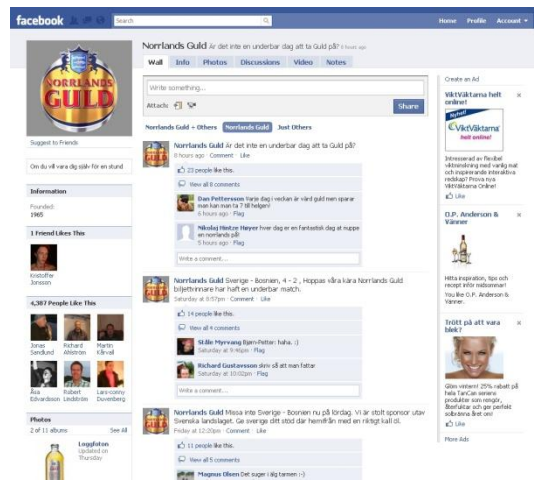 facebook
Search
Home Profile Account
NORRLANDS
GULD
Suggest to Friends
Om du vill vara dig själv för en stund
Information
Founded:
1965
1 Friend Likes This
Kristoffer
Jonsson
4,387 People Like This
Jonas
Sandlund
Richard
Ahlström
Martin
Kårvall
Åsa
Edvardsson
Robert
Lindström
Lars-conny
Duvenberg
Photos
2 of 11 albums See All
Loggfoton
Updated on
Thursday
Norrlands Guld Är det inte en underbar dag att ta Guld på? 8 hours ago
Wall Info Photos Discussions Video Notes
Write something...
Attach:
Share
Norrlands Guld + Others Norrlands Guld Just Others
Norrlands Guld Är det inte en underbar dag att ta Guld på?
8 hours ago · Comment · Like
23 people like this.
View all 8 comments
Dan Pettersson Varje dag i veckan är värd guld men sparar
man kan man ta 7 till helgen!
6 hours ago · Flag
Nikolaj Hintze Høyer hver dag er en fantastisk dag at nuppe
en norrlands på!
5 hours ago · Flag
Write a comment...
Norrlands Guld Sverige - Bosnien, 4 - 2 , Hoppas våra kära Norrlands Guld
biljettvinnare har haft en underbar match.
Saturday at 8:57pm · Comment · Like
14 people like this.
View all 4 comments
Ståle Myrvang Bjørn-Petter: haha. :)
Saturday at 9:46pm · Flag
Richard Gustavsson skriv så att man fattar
Saturday at 10:02pm · Flag
Write a comment...
Norrlands Guld Missa inte Sverige - Bosnien nu på lördag. Vi är stolt sponsor utav
Svenska landslaget. Ge sverige ditt stöd där hemifrån med en riktigt kall öl.
Friday at 12:20pm · Comment · Like
11 people like this.
View all 5 comments
Magnus Olsen Det suger i älg tarmen :-)
Create an Ad
ViktVäktarna helt
online!
Nyhet!
ViktVäktarna
helt online!
Intresserad av flexibel
viktminskning med vanlig mat
och inspirerande interaktiva
redskap? Prova nya
ViktVäktarna Online!
Like
O.P. Anderson &
Vänner
Hitta inspiration, tips och
recept inför midsommar!
You like O.P. Anderson &
Vänner.
Trött på att vara
blek?
Glöm vintern! 25% rabatt på
hela TanCan seriens
produkter som rengör,
återfuktar och ger perfekt
solbränna året om!
Like
More Ads